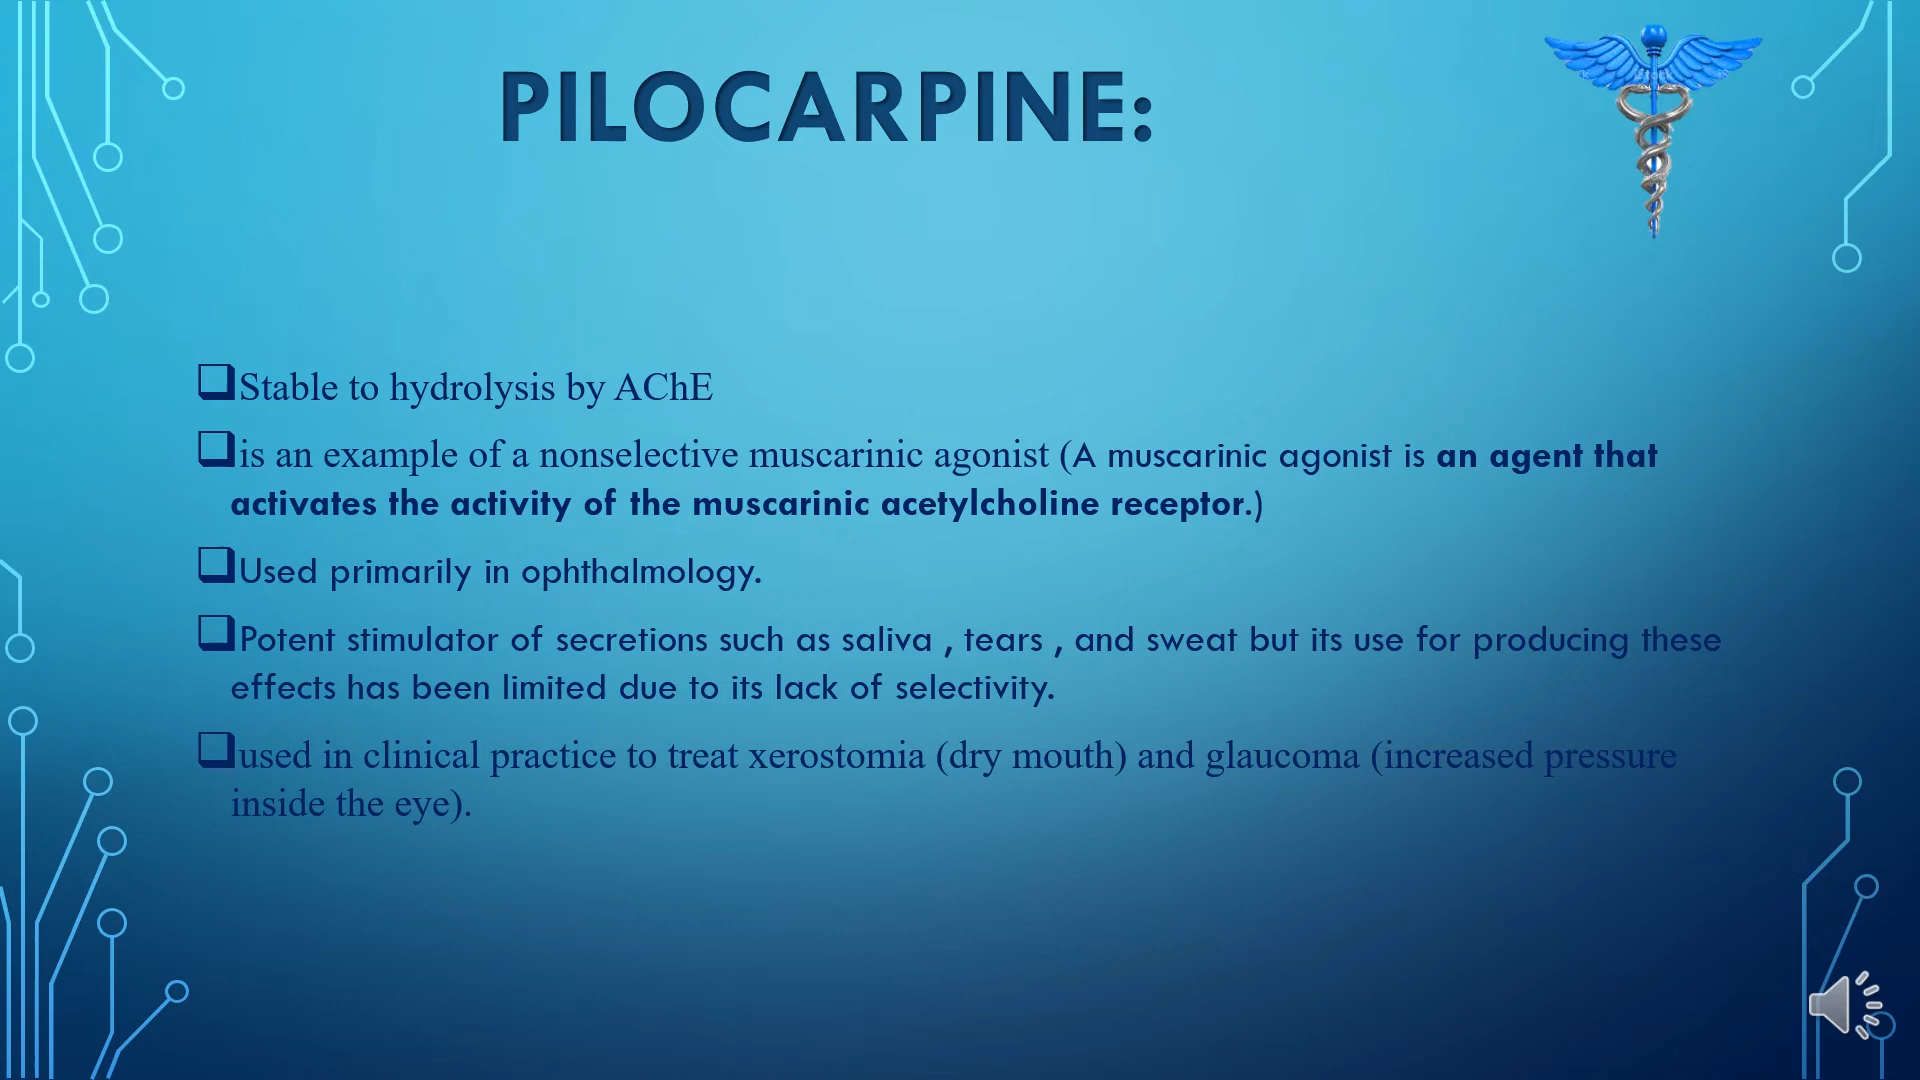 PILOCARPINE:
Stable to hydrolysis by AChE
is an example of a nonselective muscarinic agonist (A muscarinic agonist is an agent that
activates the activity of the muscarinic acetylcholine receptor.)
Used primarily in ophthalmology.
Potent stimulator of secretions such as saliva , tears , and sweat but its use for producing these
effects has been limited due to its lack of selectivity.
used in clinical practice to treat xerostomia (dry mouth) and glaucoma (increased pressure
inside the eye).